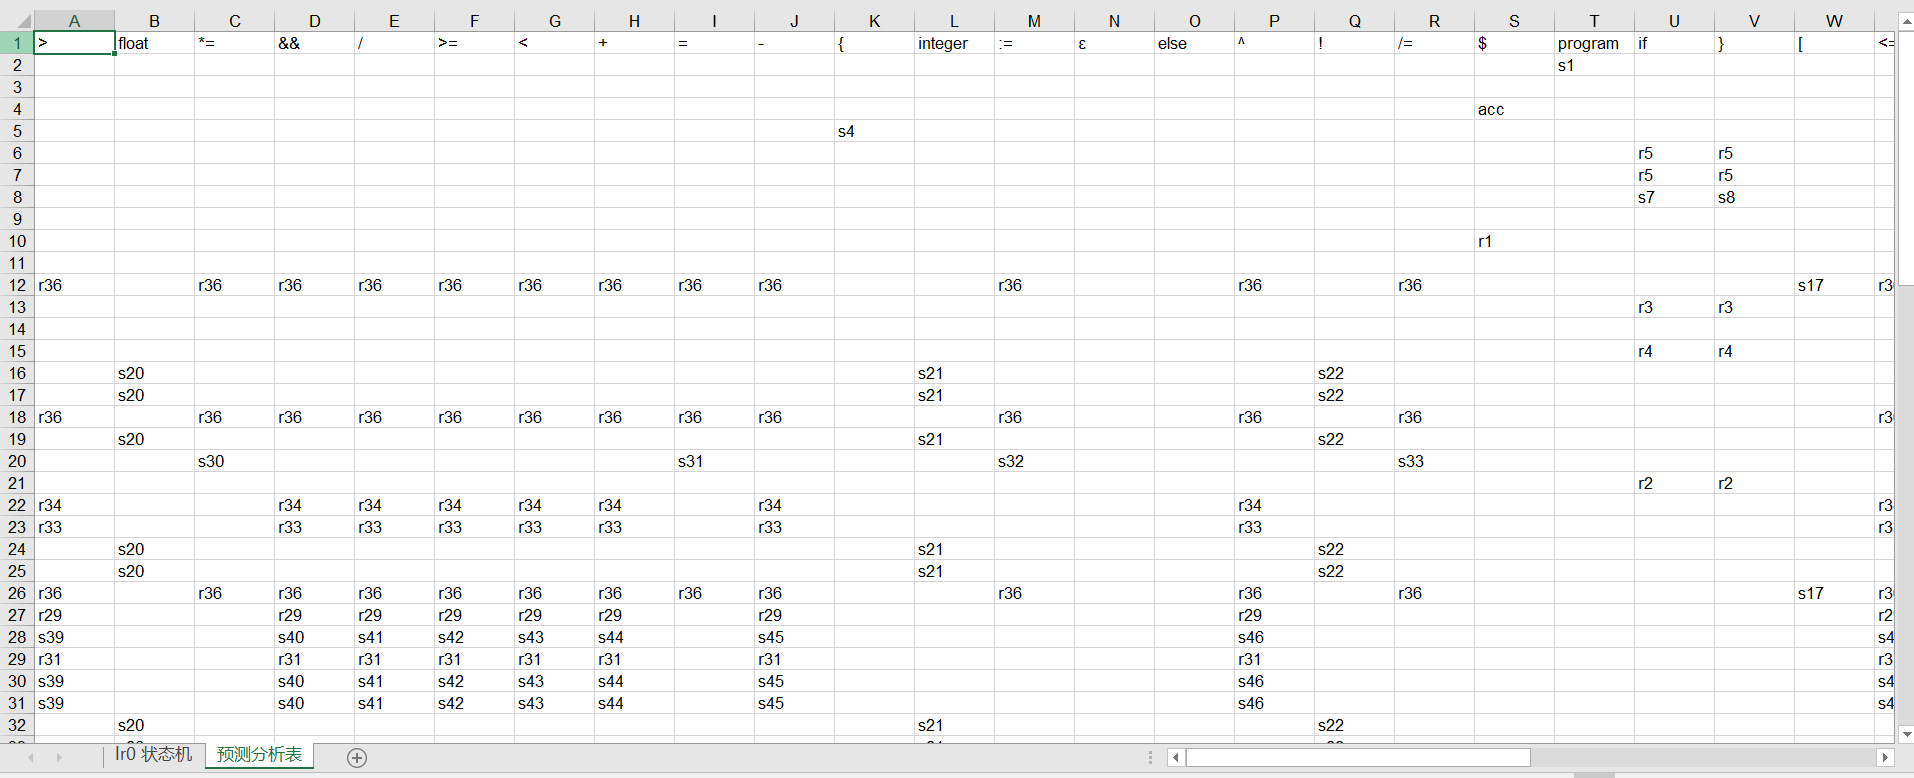 A B C D E F G H I J K L M N O P Q R S T U V W
1 > float *= && / >= < + = - { integer := ε else ^ ! /= $ program if } [ <=
2 s1
3
4 acc
5 s4
6 r5 r5
7 r5 r5
8 s7 s8
9
10 r1
11
12 r36 r36 r36 r36 r36 r36 r36 r36 r36 r36 r36 r36 s17
13 r3 r3
14
15 r4 r4
16 s20 s21 s22
17 s20 s21 s22
18 r36 r36 r36 r36 r36 r36 r36 r36 r36 r36 r36 r36
19 s20 s21 s22
20 s30 s31 s32 s33
21 r2 r2
22 r34 r34 r34 r34 r34 r34 r34 r34
23 r33 r33 r33 r33 r33 r33 r33 r33
24 s20 s21 s22
25 s20 s21 s22
26 r36 r36 r36 r36 r36 r36 r36 r36 r36 r36 r36 r36 s17
27 r29 r29 r29 r29 r29 r29 r29 r29
28 s39 s40 s41 s42 s43 s44 s45 s46
29 r31 r31 r31 r31 r31 r31 r31 r31
30 s39 s40 s41 s42 s43 s44 s45 s46
31 s39 s40 s41 s42 s43 s44 s45 s46
32 s20 s21 s22
lr0 状态机 预测分析表